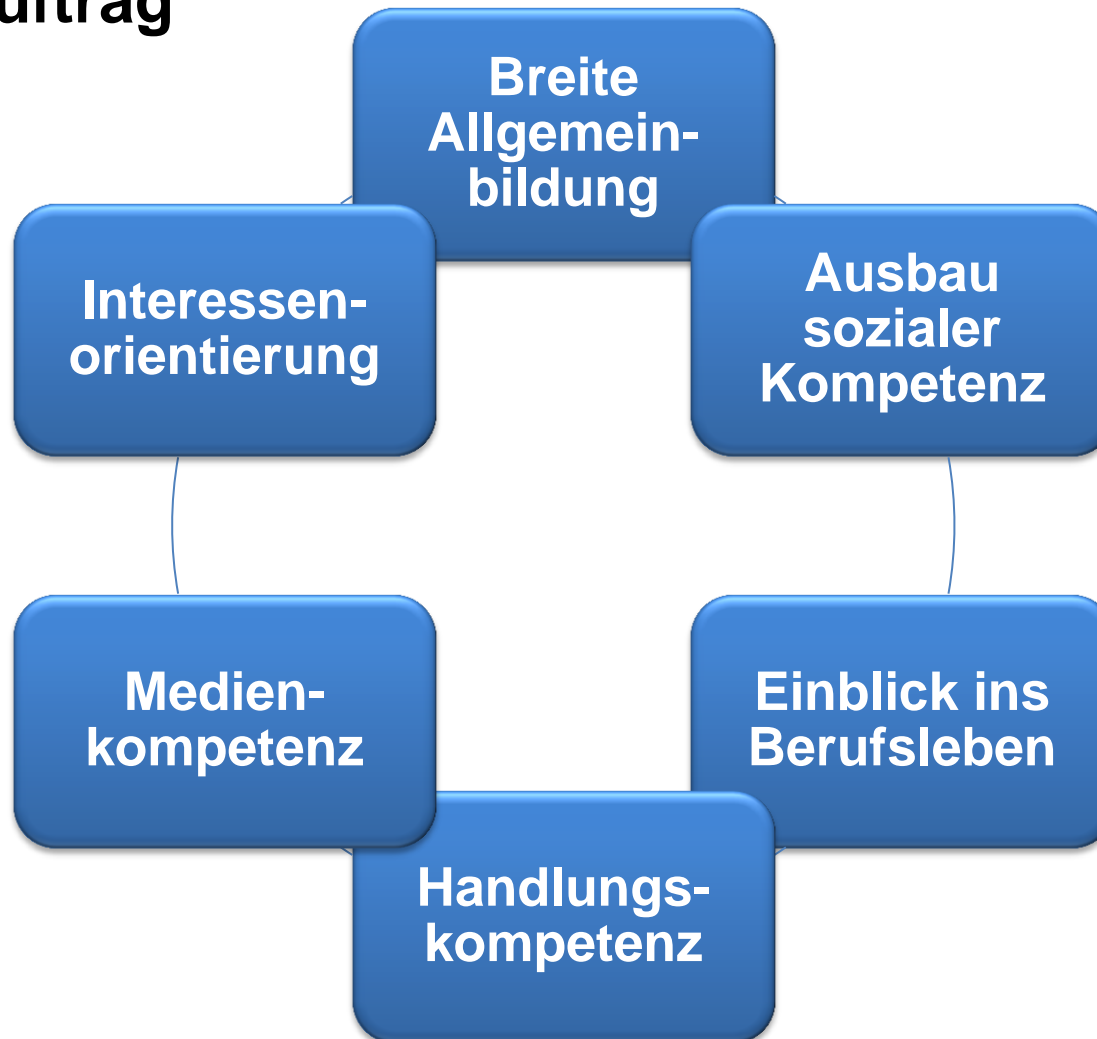 uftrag
Breite
Allgemein-
bildung
Ausbau
sozialer
Kompetenz
Einblick ins
Berufsleben
Handlungs-
kompetenz
Medien-
kompetenz
Interessen-
orientierung